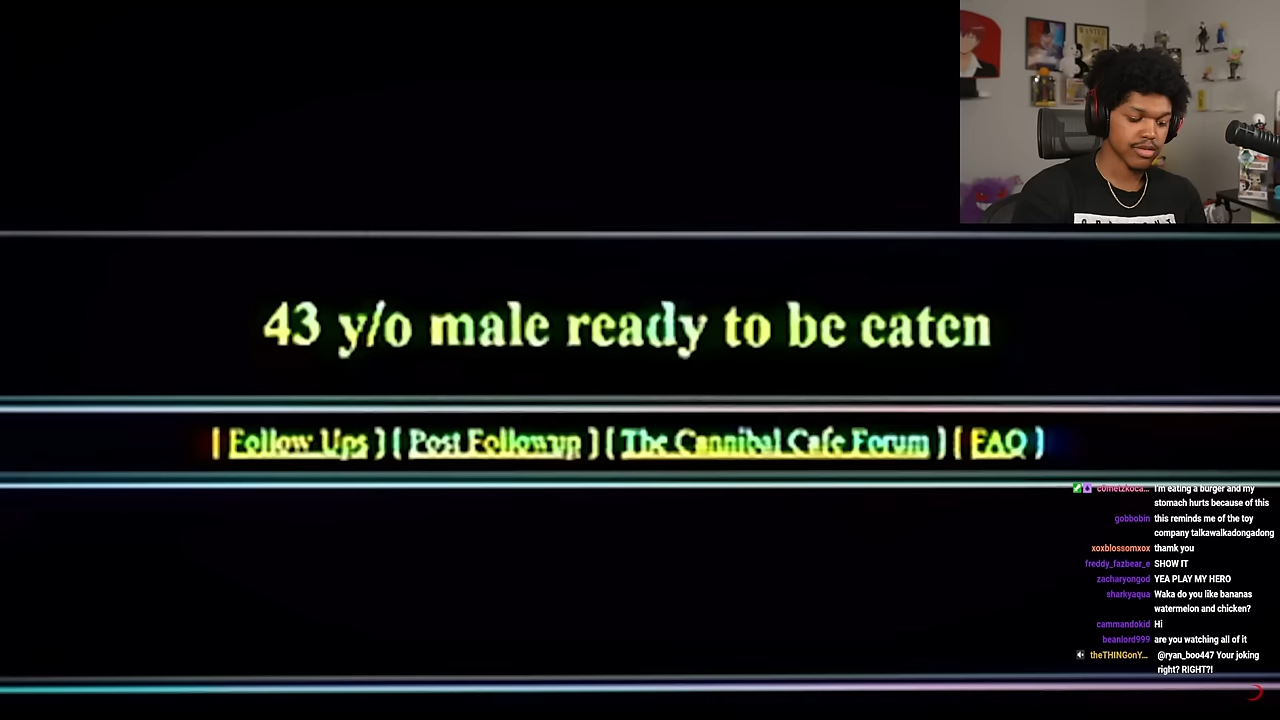 43 y/o male ready to be eaten
[ Follow Ups ] [ Post Followup ] [ The Cannibal Cafe Forum ] [ FAQ ]
I'm eating a burger and my
stomach hurts because of this
gobbobin this reminds me of the toy
company talkawalkadongadong
xoxblossomxox thamk you
freddy_fazbear_e SHOW IT
zacharyongod YEA PLAY MY HERO
sharkyaqua Waka do you like bananas
watermelon and chicken?
cammandokid Hi
beanlord999 are you watching all of it
theTHINGonY... @ryan_boo447 Your joking
right? RIGHT?!